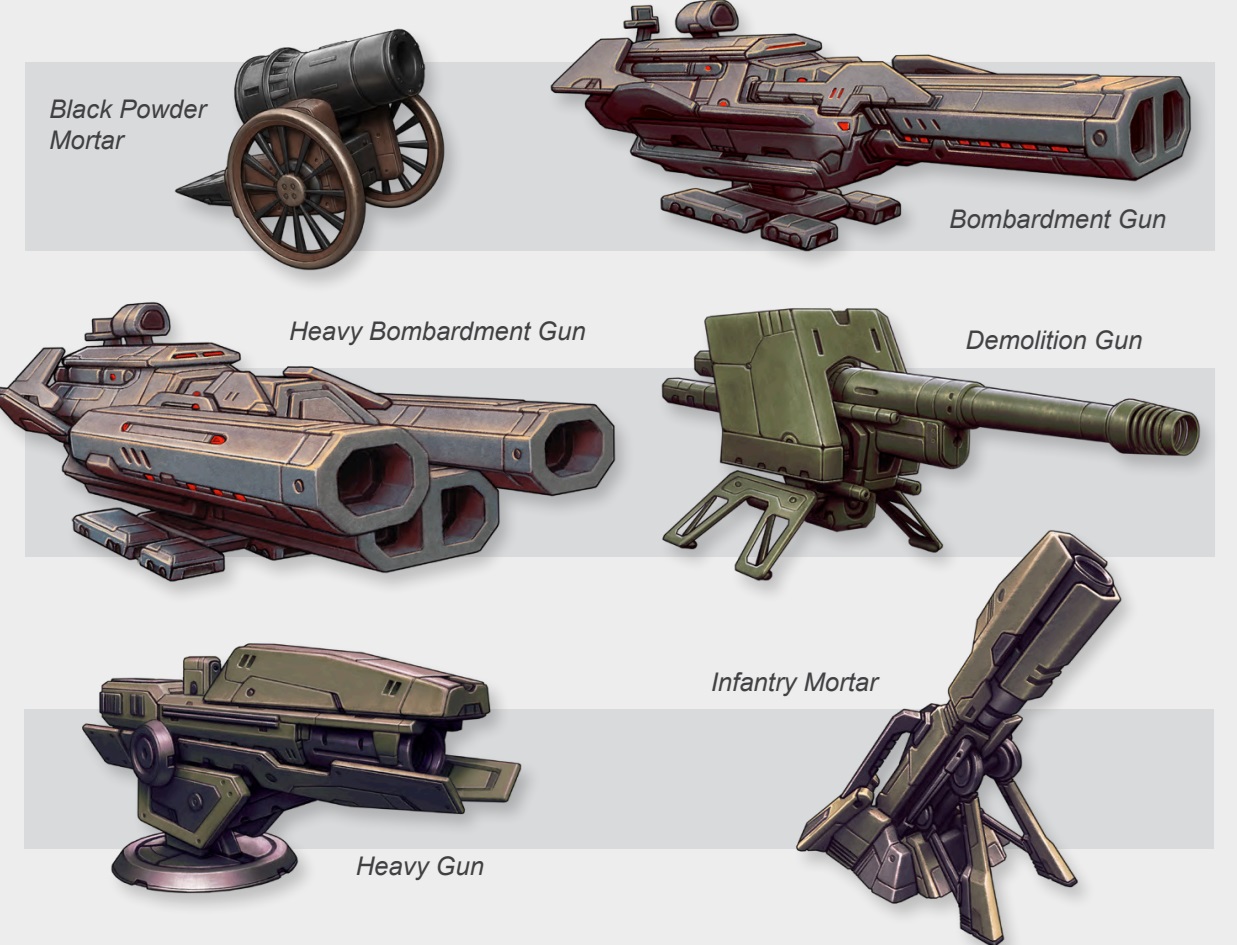 Black Powder
Mortar
Bombardment Gun
Heavy Bombardment Gun
Demolition Gun
Infantry Mortar
Heavy Gun